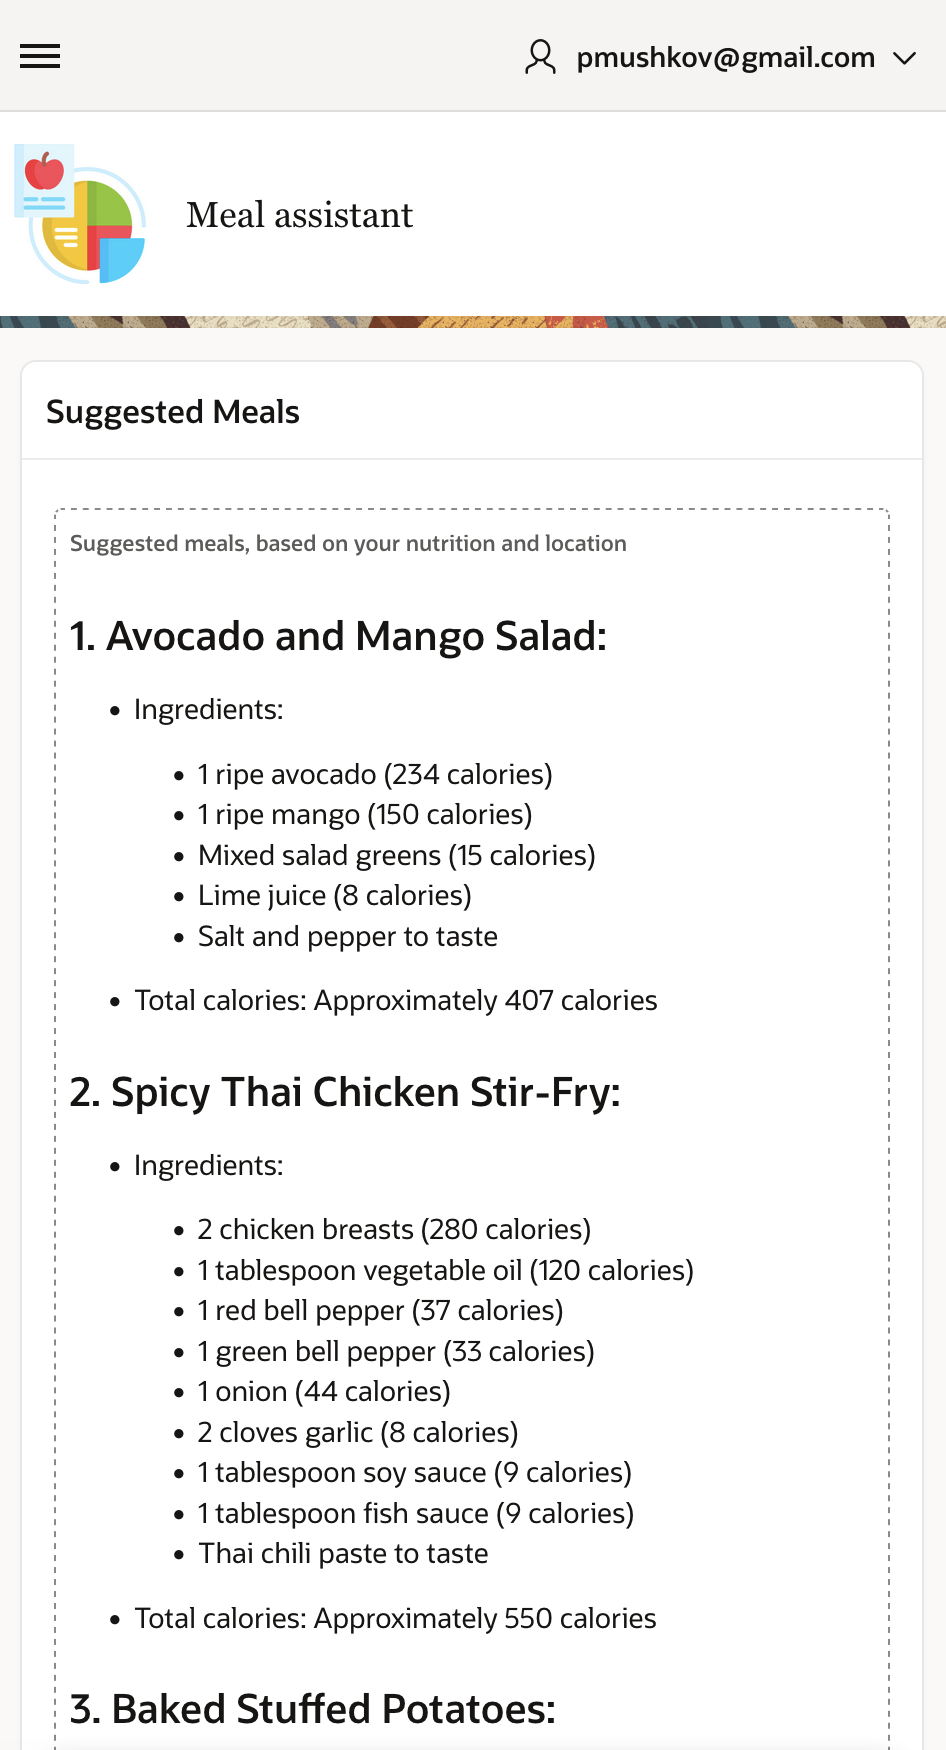 pmushkov@gmail.com
Meal assistant
Suggested Meals
Suggested meals, based on your nutrition and location
1. Avocado and Mango Salad:
• Ingredients:
• 1 ripe avocado (234 calories)
• 1 ripe mango (150 calories)
• Mixed salad greens (15 calories)
• Lime juice (8 calories)
• Salt and pepper to taste
• Total calories: Approximately 407 calories
2. Spicy Thai Chicken Stir-Fry:
• Ingredients:
• 2 chicken breasts (280 calories)
• 1 tablespoon vegetable oil (120 calories)
• 1 red bell pepper (37 calories)
• 1 green bell pepper (33 calories)
• 1 onion (44 calories)
• 2 cloves garlic (8 calories)
• 1 tablespoon soy sauce (9 calories)
• 1 tablespoon fish sauce (9 calories)
• Thai chili paste to taste
• Total calories: Approximately 550 calories
3. Baked Stuffed Potatoes: